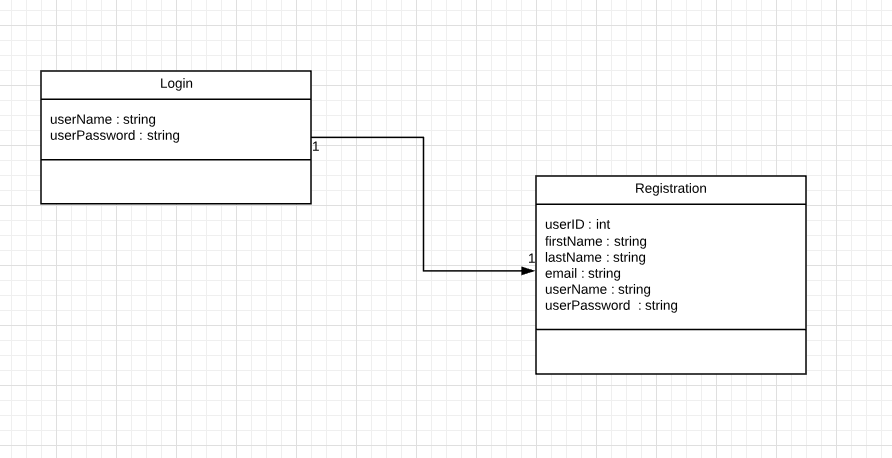 Login
userName : string
userPassword : string
1
Registration
userID : int
firstName : string
1
lastName : string
email : string
userName : string
userPassword : string